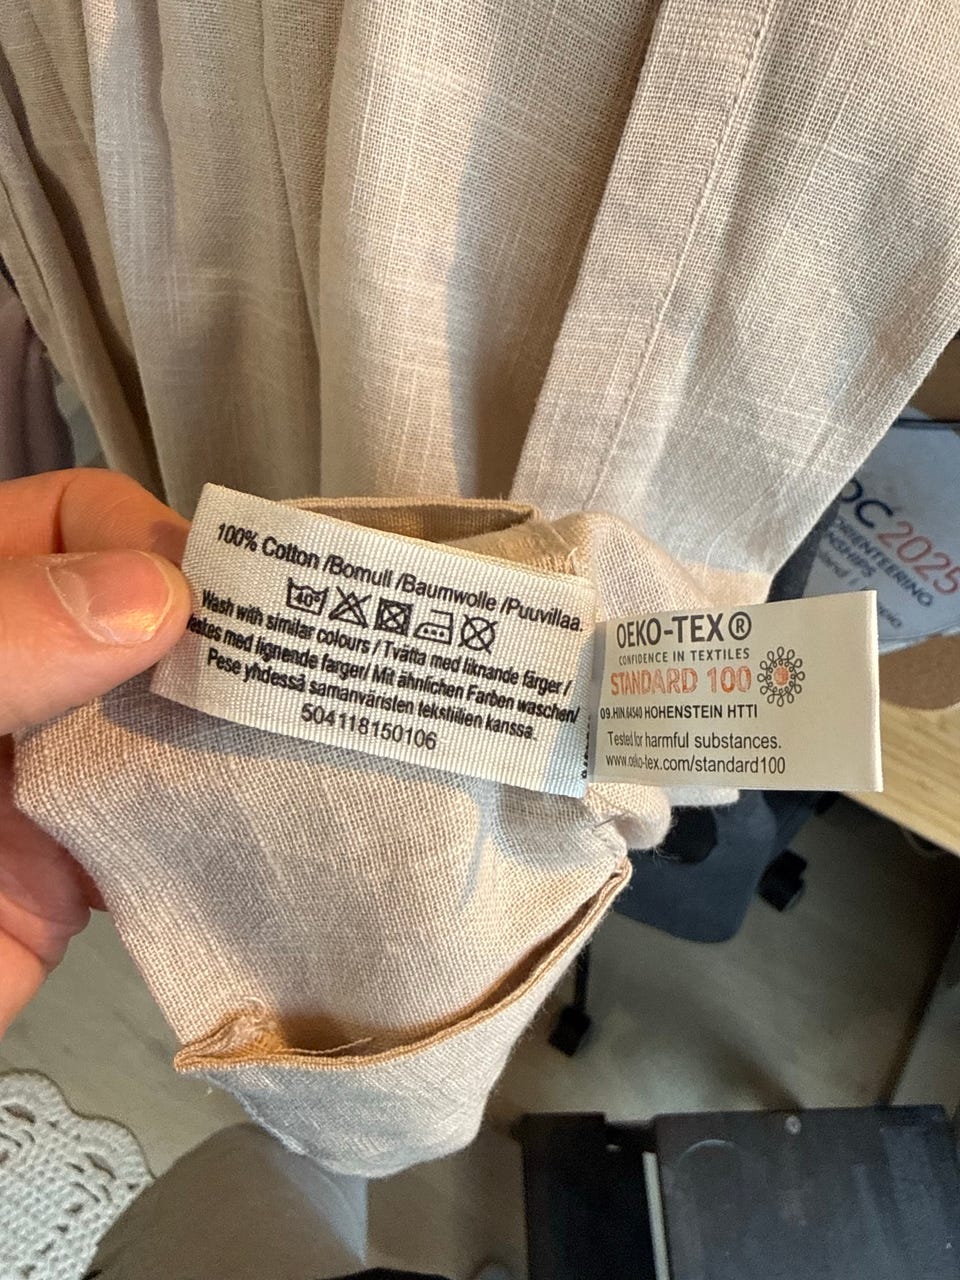 100% Cotton /Bomull /Baumwolle /Puuvillaa.
40°
Wash with similar colours / Tvätta med liknande färger /
med lignende farger/ Mit ähnlichen Farben waschen/
Pese yhdessä samanväristen tekstiilien kanssa.
504118150106
OEKO-TEX®
CONFIDENCE IN TEXTILES
STANDARD 100
09.HIN.64540 HOHENSTEIN HTTI
Tested for harmful substances.
www.oeko-tex.com/standard100
2025
ORIENTEERING